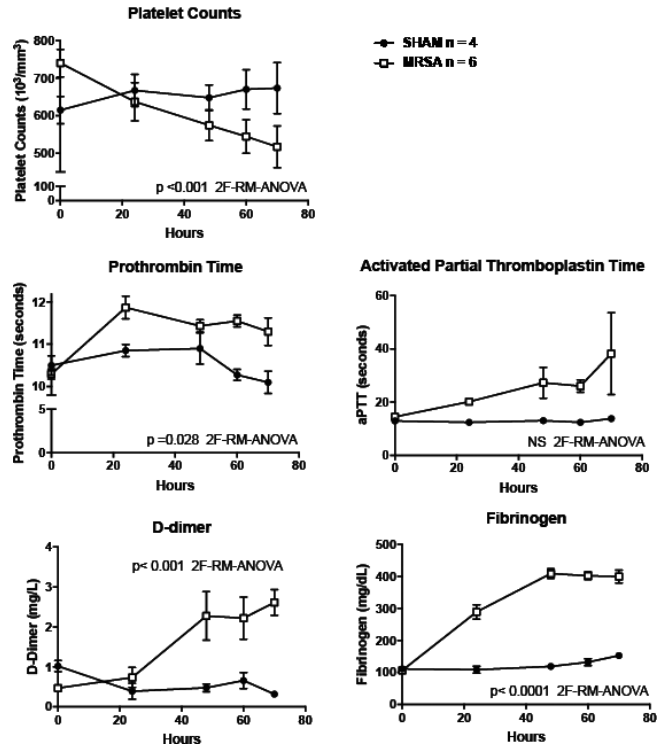 Platelet Counts
SHAM n = 4
MRSA n = 6
Platelet Counts (10³/mm³)
800
700
600
500
100
0
p <0.001 2F-RM-ANOVA
0 20 40 60 80
Hours
Prothrombin Time
Prothrombin Time (seconds)
12
11
10
5
0
p =0.028 2F-RM-ANOVA
0 20 40 60 80
Hours
Activated Partial Thromboplastin Time
aPTT (seconds)
60
40
20
0
NS 2F-RM-ANOVA
0 20 40 60 80
Hours
D-dimer
D-Dimer (mg/L)
4
3
2
1
0
p< 0.001 2F-RM-ANOVA
0 20 40 60 80
Hours
Fibrinogen
Fibrinogen (mg/dL)
500
400
300
200
100
0
p< 0.0001 2F-RM-ANOVA
0 20 40 60 80
Hours